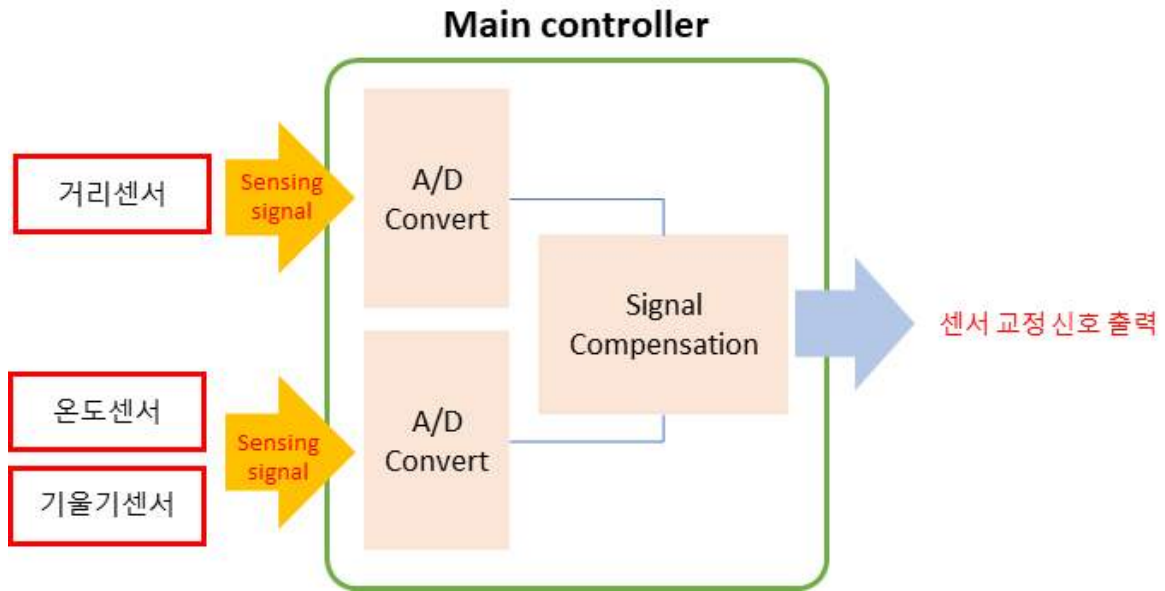 Main controller
거리센서
Sensing
signal
A/D
Convert
Signal
Compensation
센서 교정 신호 출력
온도센서
기울기센서
Sensing
signal
A/D
Convert